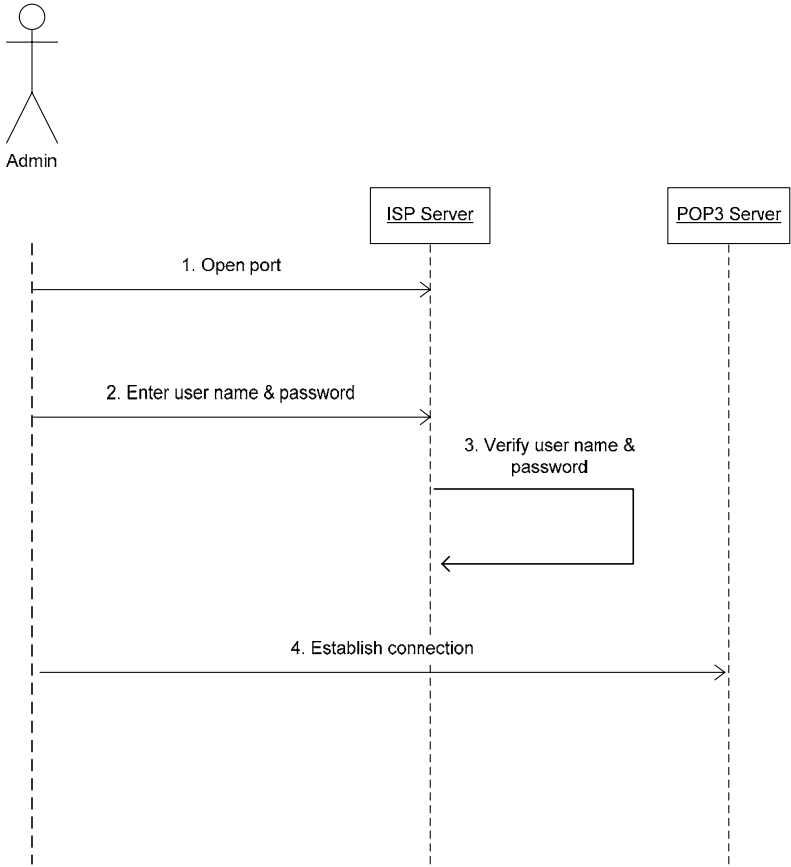 Admin
ISP Server
POP3 Server
1. Open port
2. Enter user name & password
3. Verify user name &
password
4. Establish connection